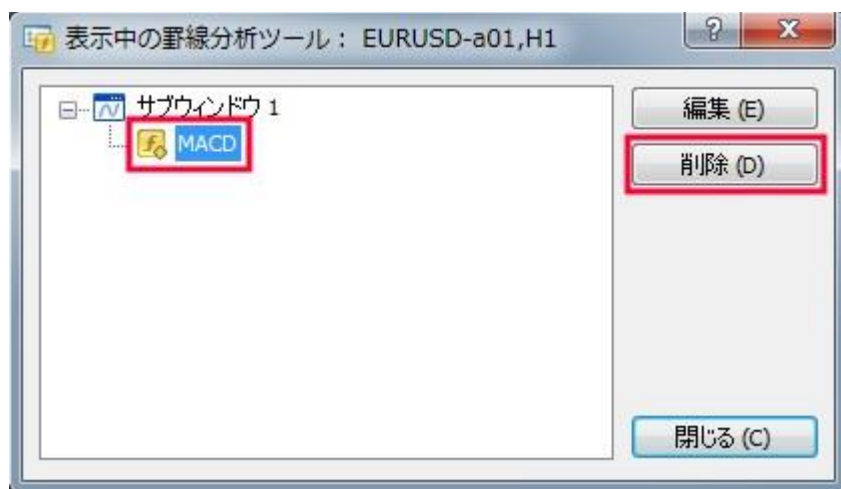 表示中の罫線分析ツール： EURUSD-a01,H1
サブウィンドウ 1
MACD
編集 (E)
削除 (D)
閉じる (C)